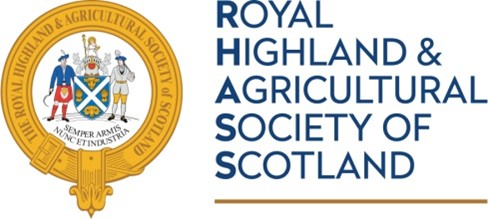 THE ROYAL HIGHLAND & AGRICULTURAL SOCIETY of SCOTLAND
SEMPER ARMIS
NUNC ET INDUSTRIA
ROYAL
HIGHLAND &
AGRICULTURAL
SOCIETY OF
SCOTLAND